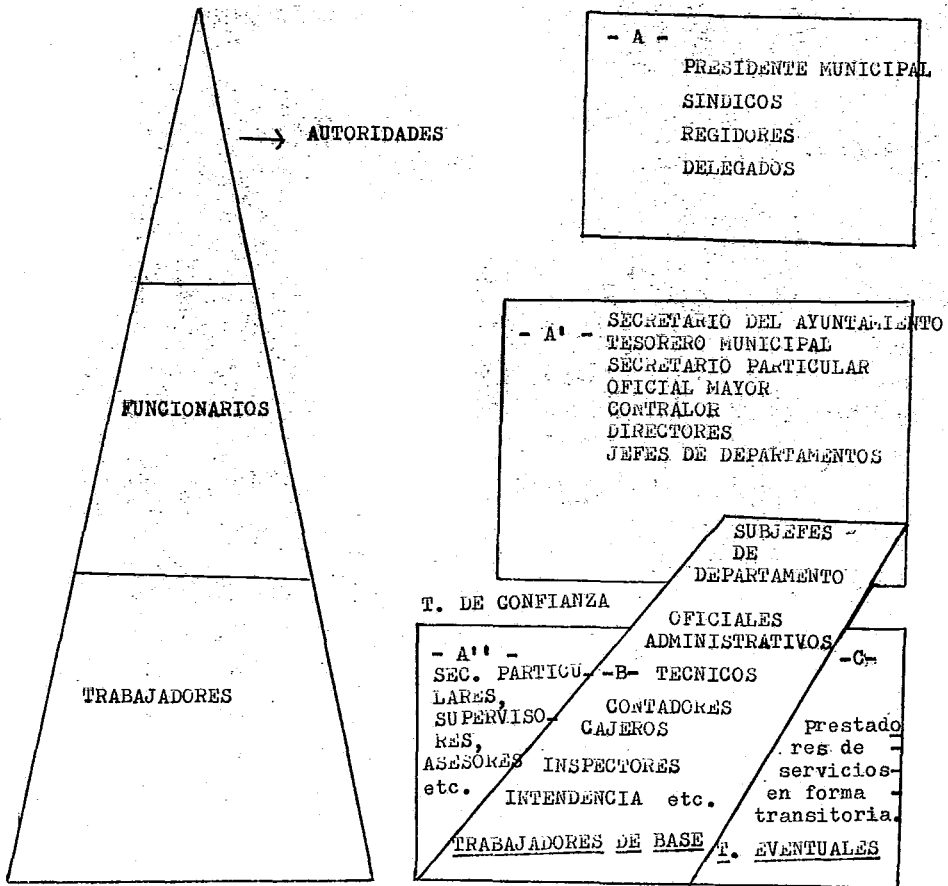 AUTORIDADES
FUNCIONARIOS
TRABAJADORES
- A -
PRESIDENTE MUNICIPAL
SINDICOS
REGIDORES
DELEGADOS
- A' -
SECRETARIO DEL AYUNTAMIENTO
TESORERO MUNICIPAL
SECRETARIO PARTICULAR
OFICIAL MAYOR
CONTRALOR
DIRECTORES
JEFES DE DEPARTAMENTOS
T. DE CONFIANZA
- A'' -
SEC. PARTICU-
LARES,
SUPERVISO-
RES,
ASESORES
etc.
SUBJEFES -
DE
DEPARTAMENTO
OFICIALES
ADMINISTRATIVOS
-B- TECNICOS
CONTADORES
CAJEROS
INSPECTORES
INTENDENCIA etc.
TRABAJADORES DE BASE
-C-
prestado
res de -
servicios-
en forma -
transitoria.
T. EVENTUALES